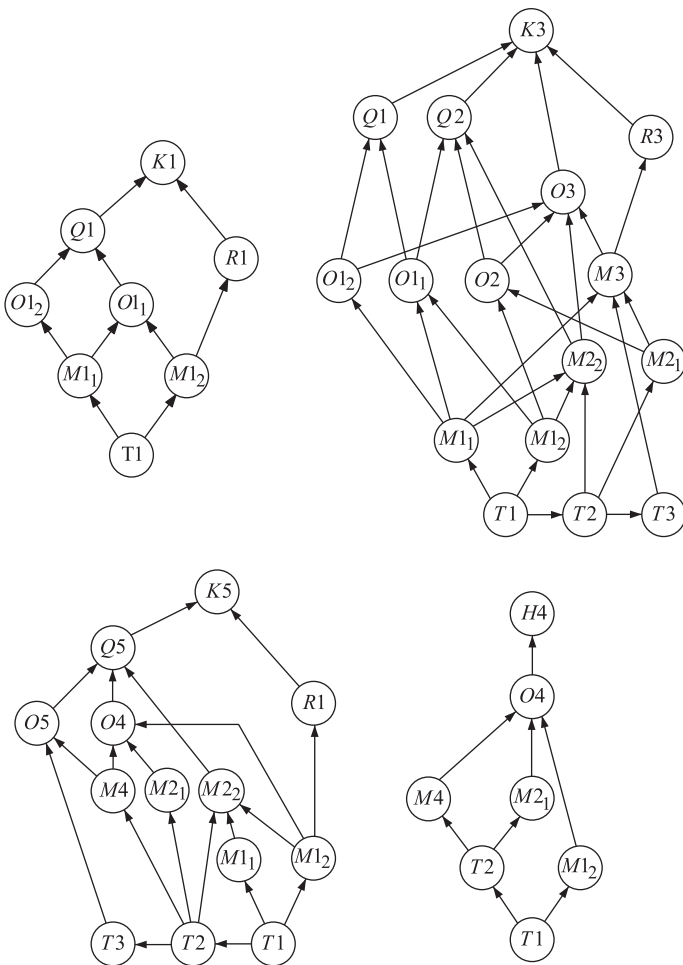 K1
Q1
R1
O1₂
O1₁
M1₁
M1₂
T1
K3
Q1
Q2
R3
O3
O1₂
O1₁
O2
M3
M2₂
M2₁
M1₁
M1₂
T1
T2
T3
K5
Q5
R1
O5
O4
M4
M2₁
M2₂
M1₁
M1₂
T3
T2
T1
H4
O4
M4
M2₁
T2
M1₂
T1